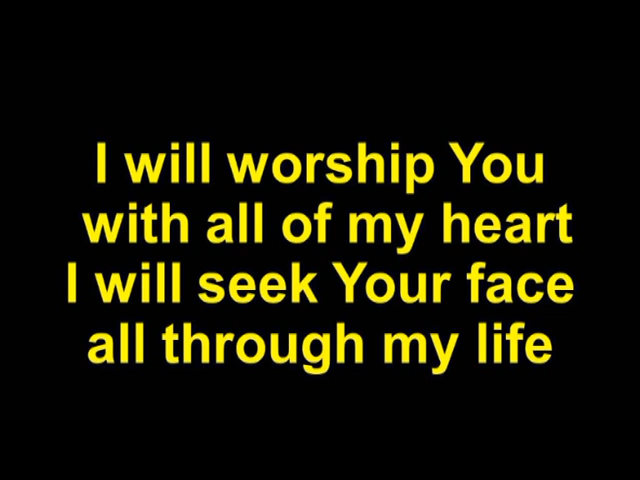 I will worship You
with all of my heart
I will seek Your face
all through my life